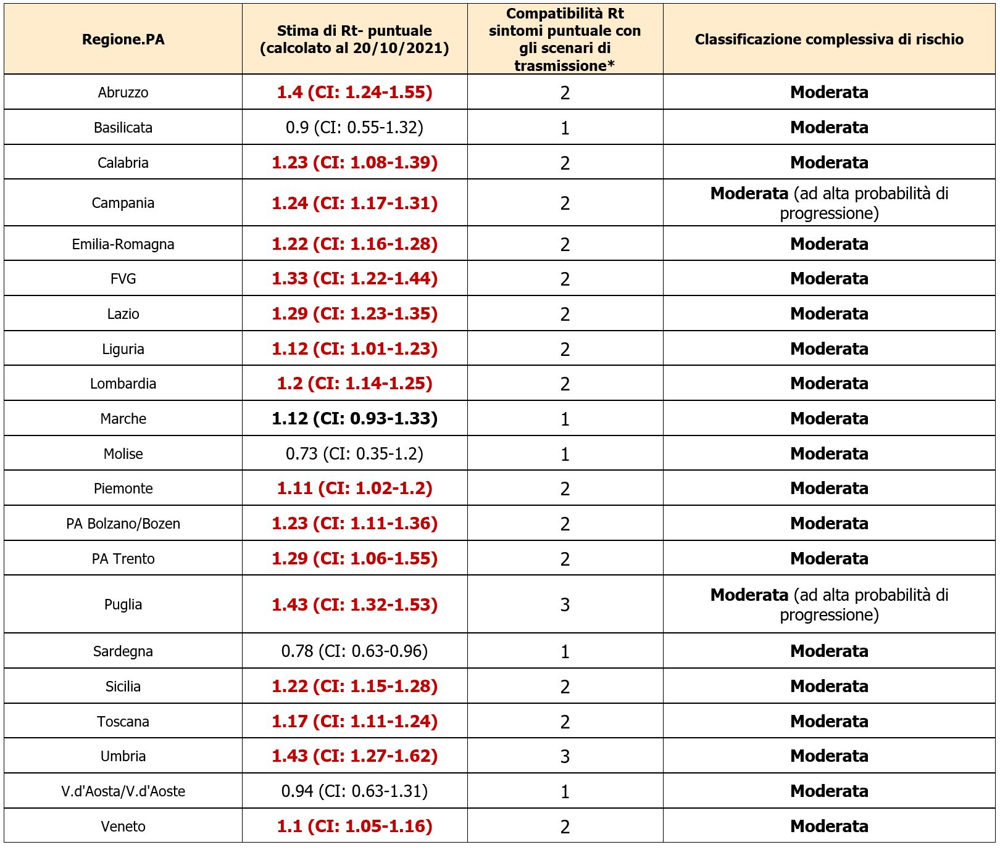 Regione.PA
Stima di Rt- puntuale
(calcolato al 20/10/2021)
Compatibilità Rt
sintomi puntuale con
gli scenari di
trasmissione*
Classificazione complessiva di rischio
Abruzzo 1.4 (CI: 1.24-1.55) 2 Moderata
Basilicata 0.9 (CI: 0.55-1.32) 1 Moderata
Calabria 1.23 (CI: 1.08-1.39) 2 Moderata
Campania 1.24 (CI: 1.17-1.31) 2 Moderata (ad alta probabilità di
progressione)
Emilia-Romagna 1.22 (CI: 1.16-1.28) 2 Moderata
FVG 1.33 (CI: 1.22-1.44) 2 Moderata
Lazio 1.29 (CI: 1.23-1.35) 2 Moderata
Liguria 1.12 (CI: 1.01-1.23) 2 Moderata
Lombardia 1.2 (CI: 1.14-1.25) 2 Moderata
Marche 1.12 (CI: 0.93-1.33) 1 Moderata
Molise 0.73 (CI: 0.35-1.2) 1 Moderata
Piemonte 1.11 (CI: 1.02-1.2) 2 Moderata
PA Bolzano/Bozen 1.23 (CI: 1.11-1.36) 2 Moderata
PA Trento 1.29 (CI: 1.06-1.55) 2 Moderata
Puglia 1.43 (CI: 1.32-1.53) 3 Moderata (ad alta probabilità di
progressione)
Sardegna 0.78 (CI: 0.63-0.96) 1 Moderata
Sicilia 1.22 (CI: 1.15-1.28) 2 Moderata
Toscana 1.17 (CI: 1.11-1.24) 2 Moderata
Umbria 1.43 (CI: 1.27-1.62) 3 Moderata
V.d'Aosta/V.d'Aoste 0.94 (CI: 0.63-1.31) 1 Moderata
Veneto 1.1 (CI: 1.05-1.16) 2 Moderata